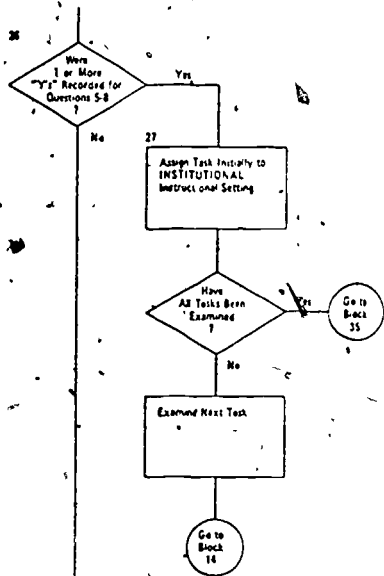 26
Were
1 or More
"Y's" Recorded for
Questions 5-8
?
Yes
No
27
Assign Task Initially to
INSTITUTIONAL
Instructional Setting
Have
All Tasks Been
Examined
?
Yes
Go to
Block
35
No
Examine Next Task
Go to
Block
14